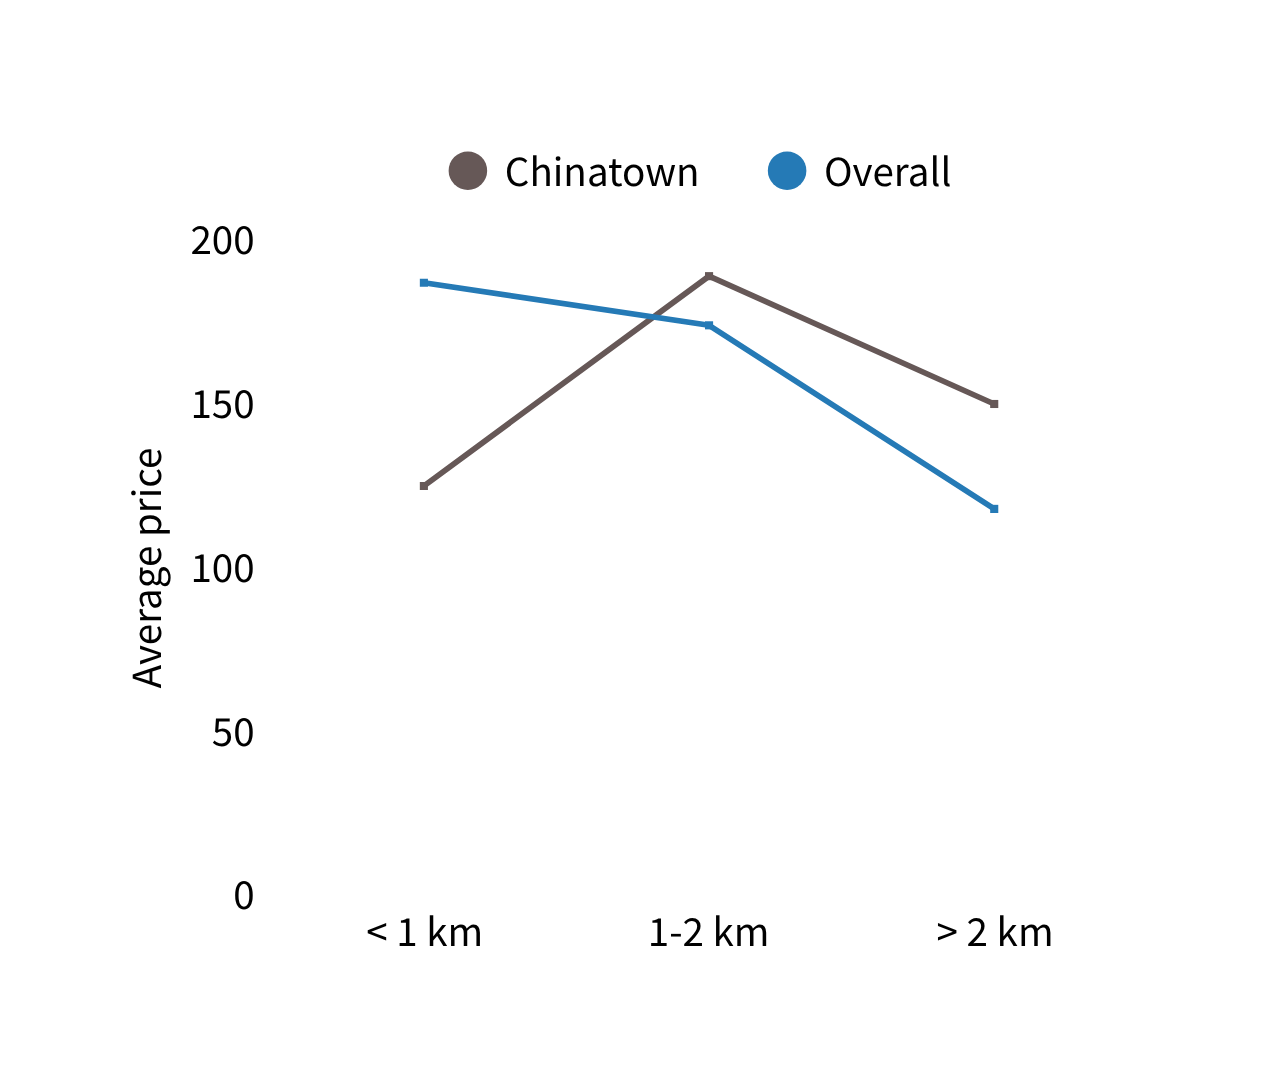 Chinatown Overall
200
150
100
50
0
Average price
< 1 km 1-2 km > 2 km